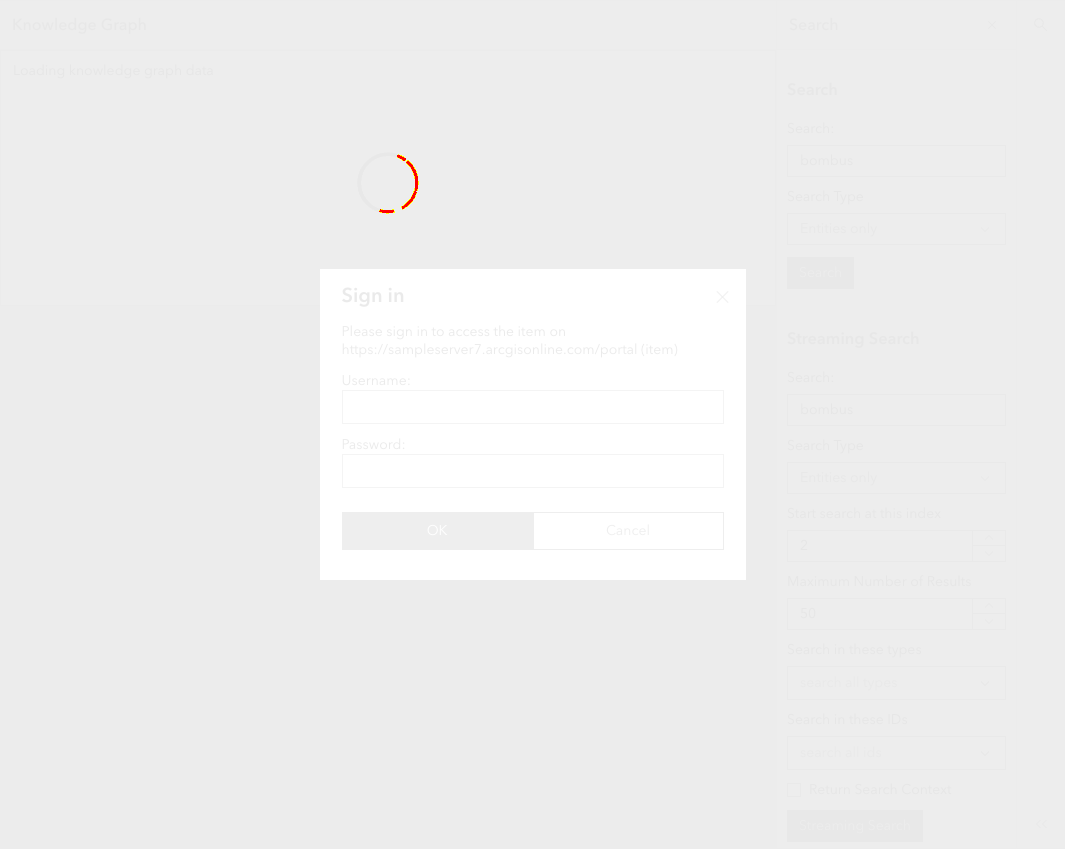 Knowledge Graph
Search
Loading knowledge graph data
Search
Search
bombus
Search Type
Entities only
Search
Sign in
Please sign in to access the item on
https://sampleserver7.arcgisonline.com/portal (item)
Username:
Password:
OK
Cancel
Streaming Search
Search
bombus
Search Type
Entities only
Start search at this index
2
Maximum Number of Results
50
Search in these types
Search in these IDs
Return Search Context
Streaming Search